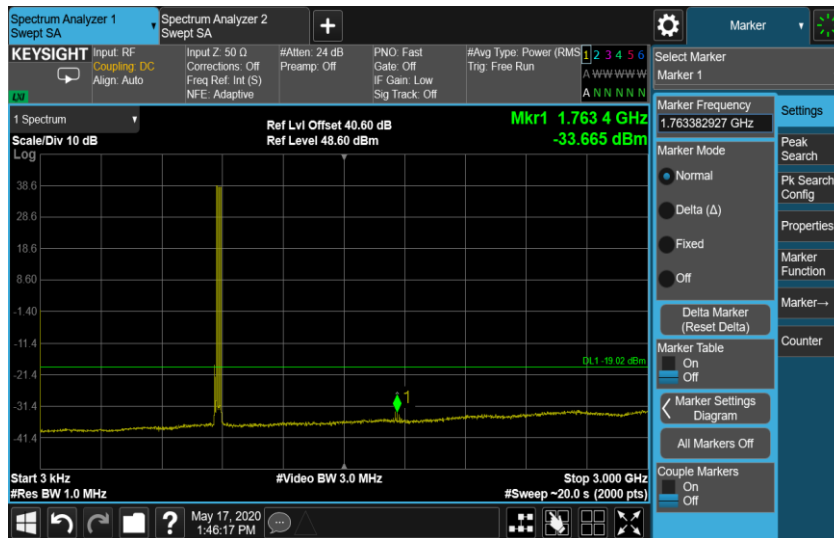 Spectrum Analyzer 1
Swept SA
Spectrum Analyzer 2
Swept SA
+
Marker
KEYSIGHT
Input: RF
Coupling: DC
Align: Auto
Input Z: 50 Ω
Corrections: Off
Freq Ref: Int (S)
NFE: Adaptive
#Atten: 24 dB
Preamp: Off
PNO: Fast
Gate: Off
IF Gain: Low
Sig Track: Off
#Avg Type: Power (RMS
Trig: Free Run
1 2 3 4 5 6
A W W W W W
A N N N N N
LXI
Select Marker
Marker 1
1 Spectrum
Scale/Div 10 dB
Log
Ref Lvl Offset 40.60 dB
Ref Level 48.60 dBm
Mkr1 1.763 4 GHz
-33.665 dBm
38.6
28.6
18.6
8.60
-1.40
-11.4
-21.4
-31.4
-41.4
DL1 -19.02 dBm
1
Start 3 kHz
#Res BW 1.0 MHz
#Video BW 3.0 MHz
Stop 3.000 GHz
#Sweep ~20.0 s (2000 pts)
Marker Frequency
1.763382927 GHz
Marker Mode
Normal
Delta (Δ)
Fixed
Off
Delta Marker
(Reset Delta)
Marker Table
On
Off
Marker Settings
Diagram
All Markers Off
Couple Markers
On
Off
Settings
Peak
Search
Pk Search
Config
Properties
Marker
Function
Marker→
Counter
?
May 17, 2020
1:46:17 PM